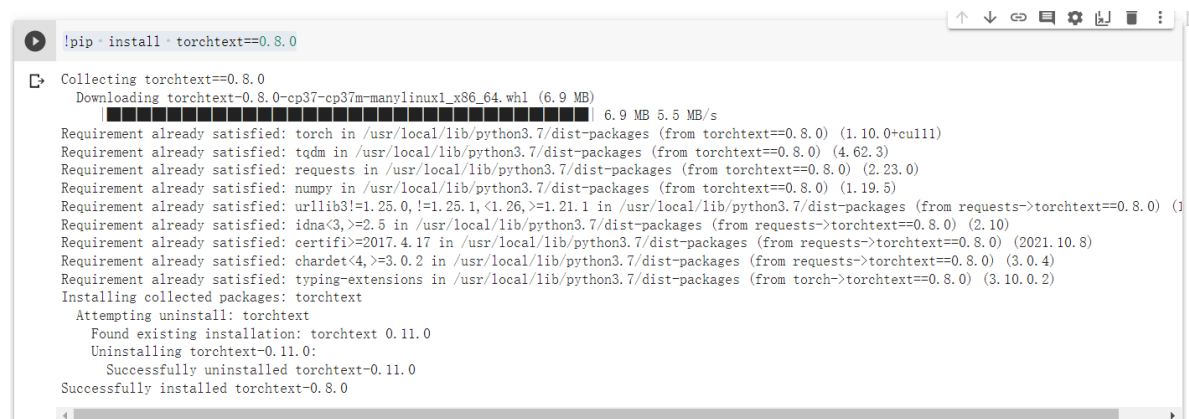 !pip install torchtext==0.8.0
Collecting torchtext==0.8.0
Downloading torchtext-0.8.0-cp37-cp37m-manylinux1_x86_64.whl (6.9 MB)
6.9 MB 5.5 MB/s
Requirement already satisfied: torch in /usr/local/lib/python3.7/dist-packages (from torchtext==0.8.0) (1.10.0+cu111)
Requirement already satisfied: tqdm in /usr/local/lib/python3.7/dist-packages (from torchtext==0.8.0) (4.62.3)
Requirement already satisfied: requests in /usr/local/lib/python3.7/dist-packages (from torchtext==0.8.0) (2.23.0)
Requirement already satisfied: numpy in /usr/local/lib/python3.7/dist-packages (from torchtext==0.8.0) (1.19.5)
Requirement already satisfied: urllib3!=1.25.0,!=1.25.1,<1.26,>=1.21.1 in /usr/local/lib/python3.7/dist-packages (from requests->torchtext==0.8.0) (1
Requirement already satisfied: idna<3,>=2.5 in /usr/local/lib/python3.7/dist-packages (from requests->torchtext==0.8.0) (2.10)
Requirement already satisfied: certifi>=2017.4.17 in /usr/local/lib/python3.7/dist-packages (from requests->torchtext==0.8.0) (2021.10.8)
Requirement already satisfied: chardet<4,>=3.0.2 in /usr/local/lib/python3.7/dist-packages (from requests->torchtext==0.8.0) (3.0.4)
Requirement already satisfied: typing-extensions in /usr/local/lib/python3.7/dist-packages (from torch->torchtext==0.8.0) (3.10.0.2)
Installing collected packages: torchtext
Attempting uninstall: torchtext
Found existing installation: torchtext 0.11.0
Uninstalling torchtext-0.11.0:
Successfully uninstalled torchtext-0.11.0
Successfully installed torchtext-0.8.0